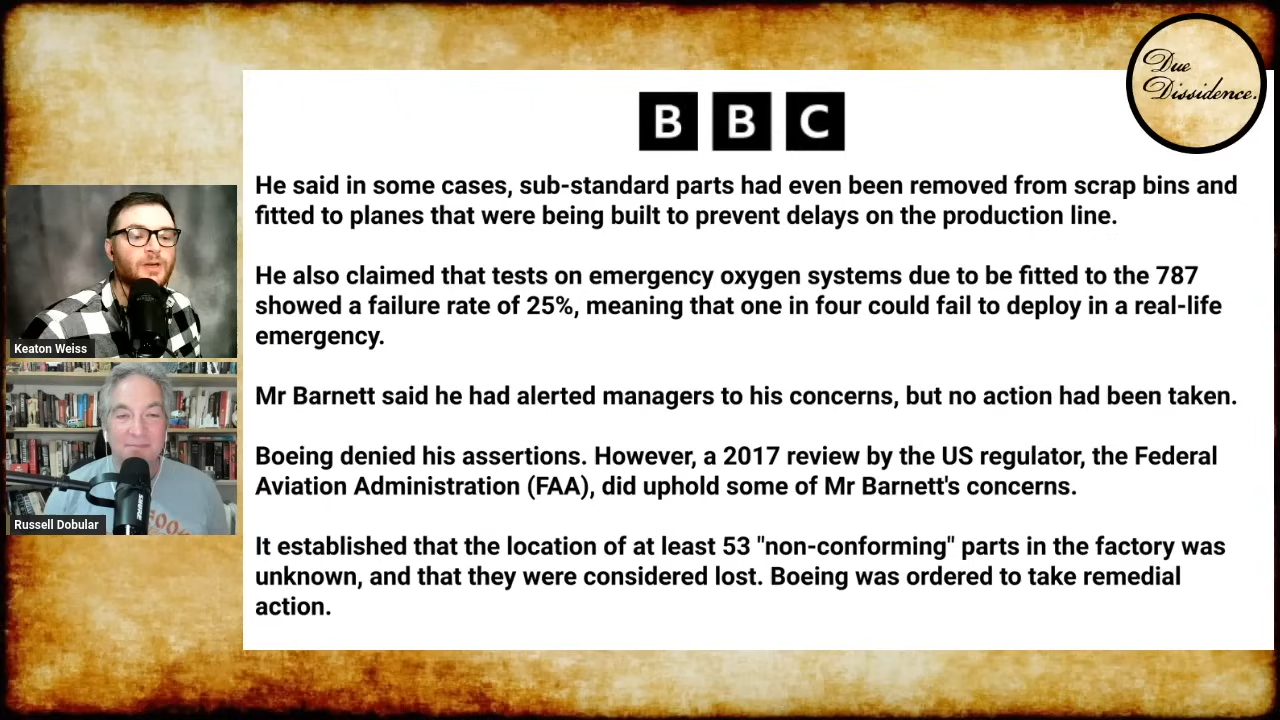 Due
Dissidence.
BBC
He said in some cases, sub-standard parts had even been removed from scrap bins and
fitted to planes that were being built to prevent delays on the production line.
He also claimed that tests on emergency oxygen systems due to be fitted to the 787
showed a failure rate of 25%, meaning that one in four could fail to deploy in a real-life
emergency.
Mr Barnett said he had alerted managers to his concerns, but no action had been taken.
Boeing denied his assertions. However, a 2017 review by the US regulator, the Federal
Aviation Administration (FAA), did uphold some of Mr Barnett's concerns.
It established that the location of at least 53 "non-conforming" parts in the factory was
unknown, and that they were considered lost. Boeing was ordered to take remedial
action.
Keaton Weiss
Russell Dobular